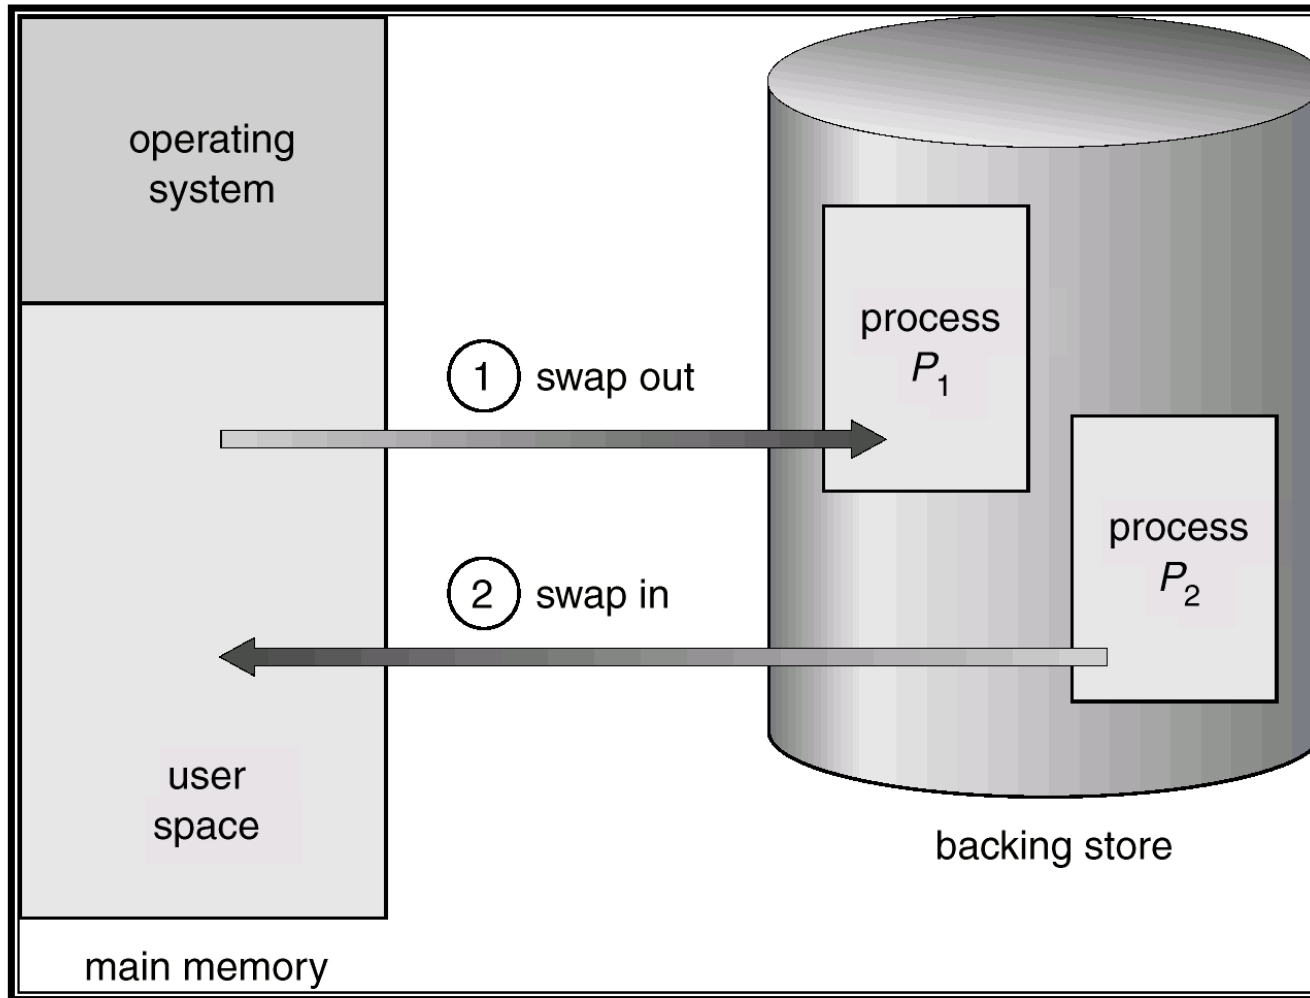 operating
system
process
P1
1 swap out
process
P2
2 swap in
user
space
backing store
main memory